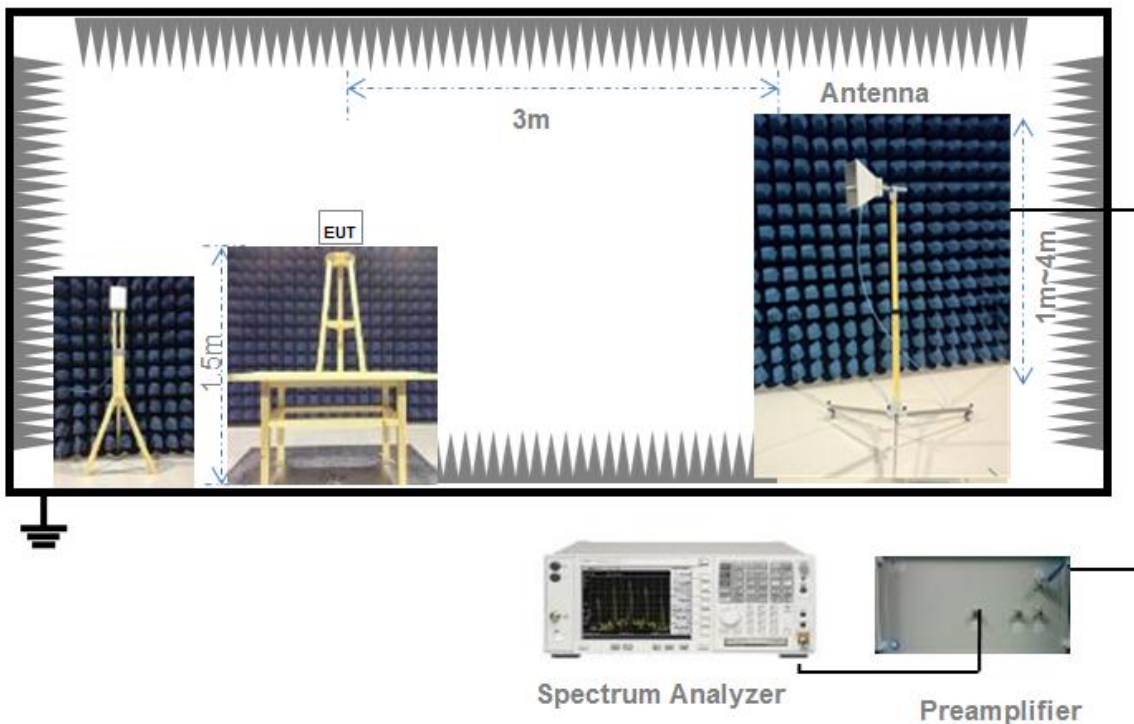 Antenna
3m
EUT
1.5m
1m~4m
Spectrum Analyzer
Preamplifier